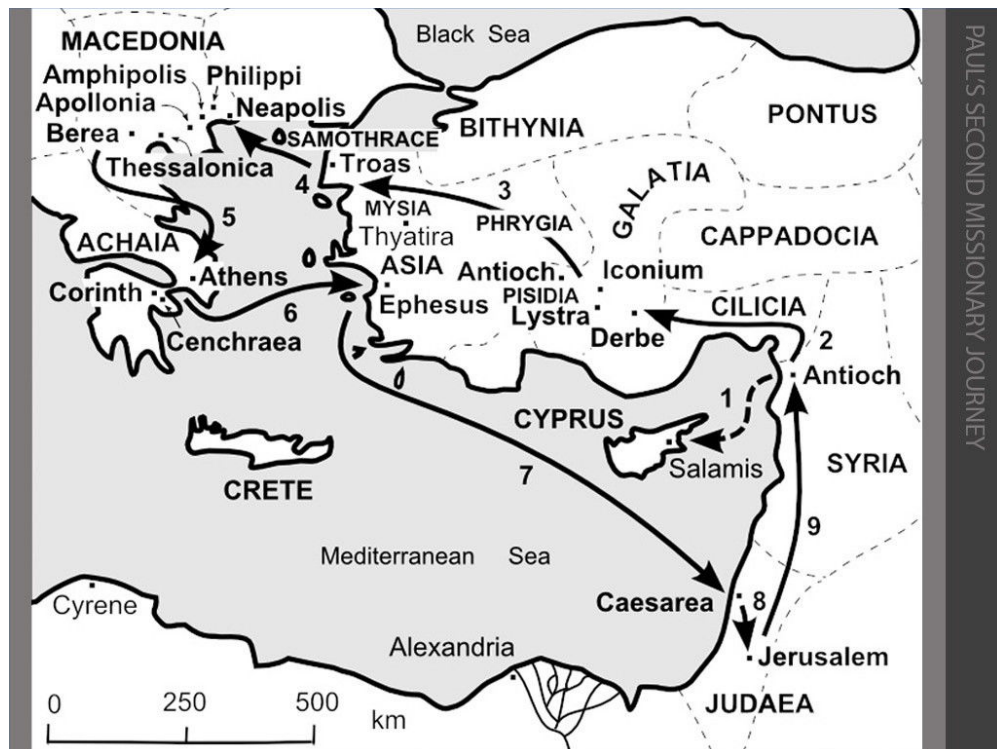 Black Sea
MACEDONIA
Amphipolis
Philippi
Apollonia
Neapolis
Berea
SAMOTHRACE
BITHYNIA
PONTUS
Thessalonica
Troas
4
3
GALATIA
MYSIA
PHRYGIA
5
Thyatira
CAPPADOCIA
ACHAIA
ASIA
Antioch
Iconium
Athens
Corinth
Ephesus
PISIDIA
CILICIA
6
Lystra
Cenchraea
Derbe
2
Antioch
1
CYPRUS
Salamis
SYRIA
7
CRETE
9
Mediterranean Sea
Caesarea
8
Cyrene
Alexandria
Jerusalem
JUDAEA
0 250 500
km
PAUL'S SECOND MISSIONARY JOURNEY